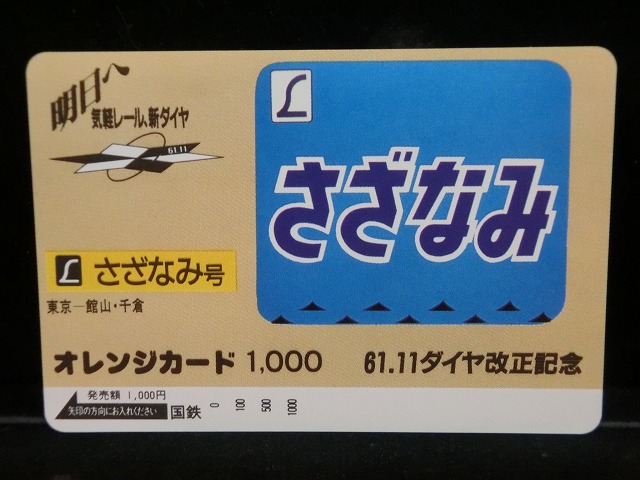 明日へ
気軽レール、新ダイヤ
61.11
L
さざなみ
L さざなみ号
東京―館山・千倉
オレンジカード 1,000
61.11ダイヤ改正記念
発売額 1,000円
矢印の方向にお入れください
国鉄 0 100 500 1000